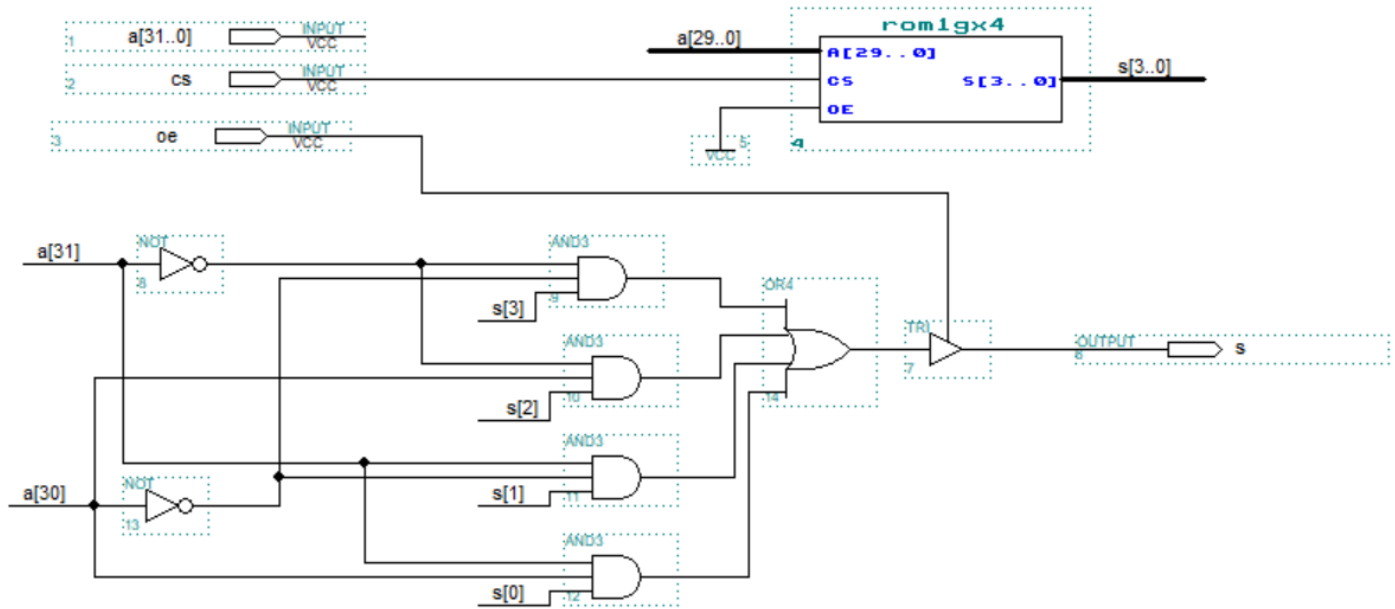 rom1gx4
1 a[31..0] INPUT
VCC
a[29..0] A[29..0]
2 cs INPUT
VCC
CS S[3..0] s[3..0]
OE
3 oe INPUT
VCC
VCC 5
4
a[31] NOT
8
AND3
9
s[3]
OR4
14
TRI
7
OUTPUT
6
s
AND3
10
s[2]
AND3
11
s[1]
a[30] NOT
13
AND3
12
s[0]